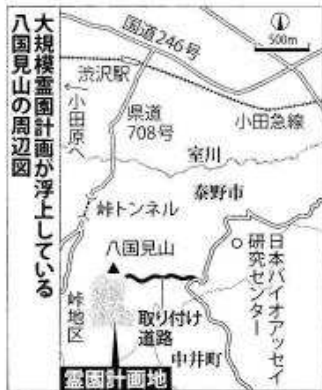 大規模霊園計画が浮上している
八国見山の周辺図
国道246号
500m
渋沢駅
小田原へ
県道
708号
小田急線
室川
秦野市
峠トンネル
八国見山
日本バイオアッセイ
研究センター
取り付け
道路
峠地区
中井町
霊園計画地